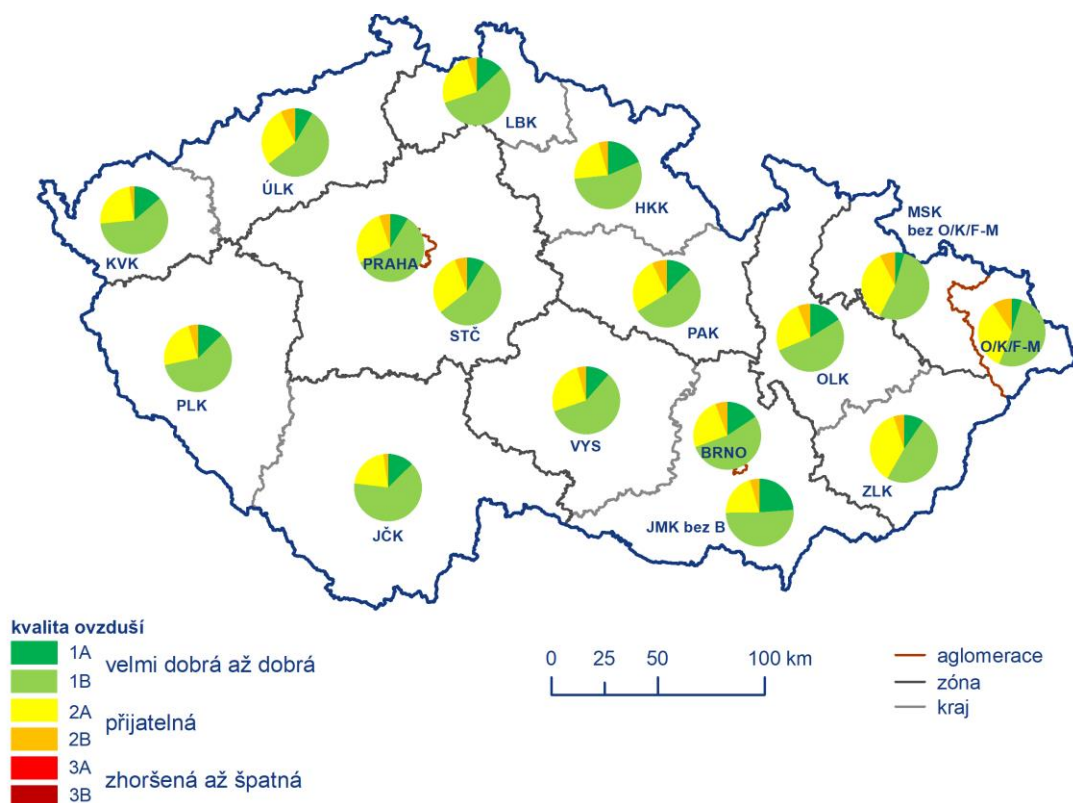 LBK
ÚLK
HKK
MSK
bez O/K/F-M
KVK
PRAHA
STČ
PAK
O/K/F-M
OLK
PLK
VYS
BRNO
ZLK
JČK
JMK bez B
kvalita ovzduší
1A
velmi dobrá až dobrá
1B
2A
přijatelná
2B
3A
zhoršená až špatná
3B
0 25 50 100 km
aglomerace
zóna
kraj